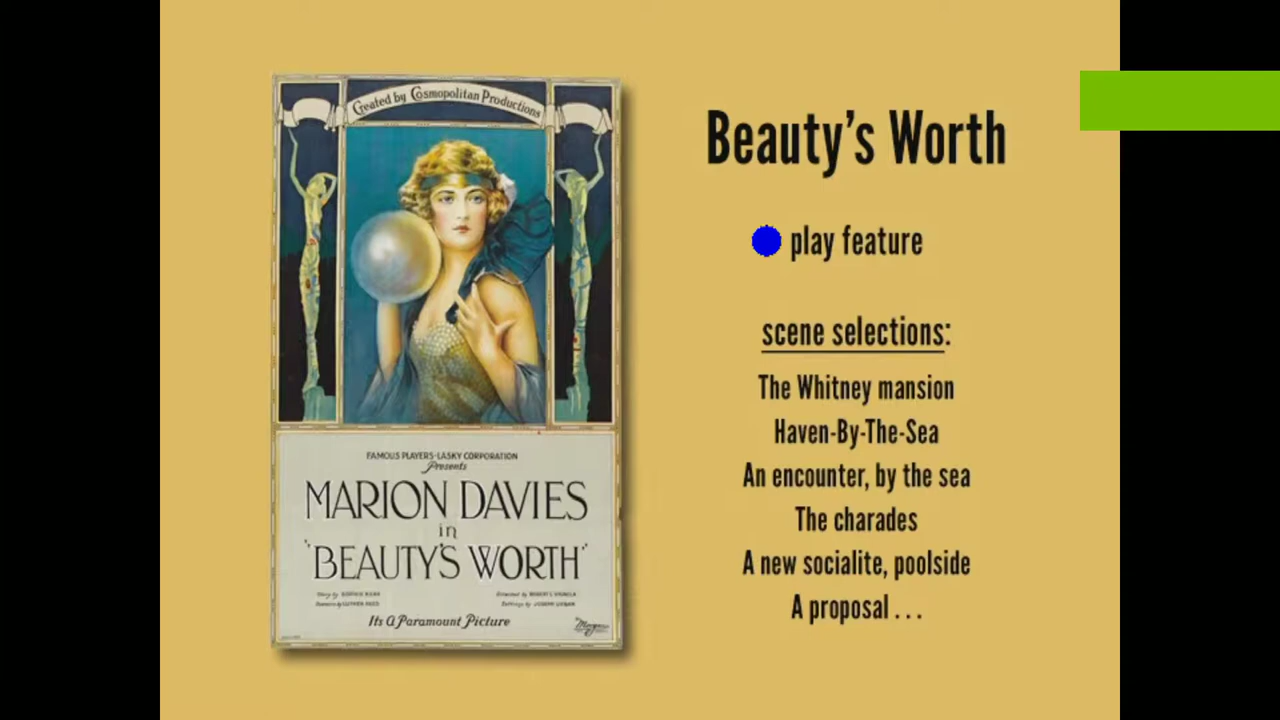 Created by Cosmopolitan Productions
FAMOUS PLAYERS-LASKY CORPORATION
Presents
MARION DAVIES
in
"BEAUTY'S WORTH"
Its A Paramount Picture
Beauty's Worth
play feature
scene selections:
The Whitney mansion
Haven-By-The-Sea
An encounter, by the sea
The charades
A new socialite, poolside
A proposal . . .